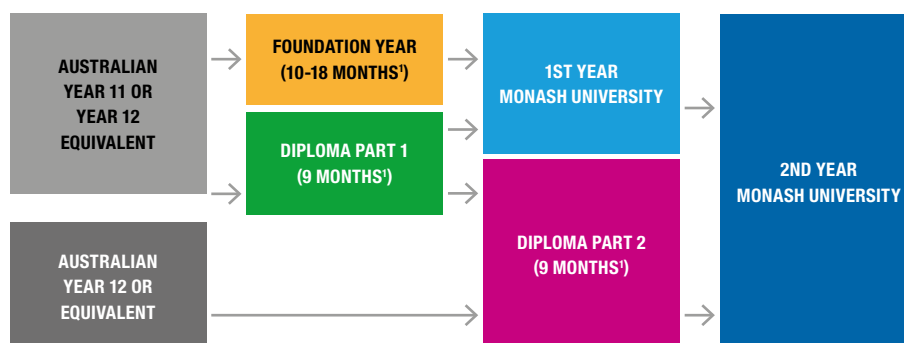 AUSTRALIAN
YEAR 11 OR
YEAR 12
EQUIVALENT
FOUNDATION YEAR
(10-18 MONTHS¹)
DIPLOMA PART 1
(9 MONTHS¹)
1ST YEAR
MONASH UNIVERSITY
2ND YEAR
MONASH UNIVERSITY
AUSTRALIAN
YEAR 12 OR
EQUIVALENT
DIPLOMA PART 2
(9 MONTHS¹)